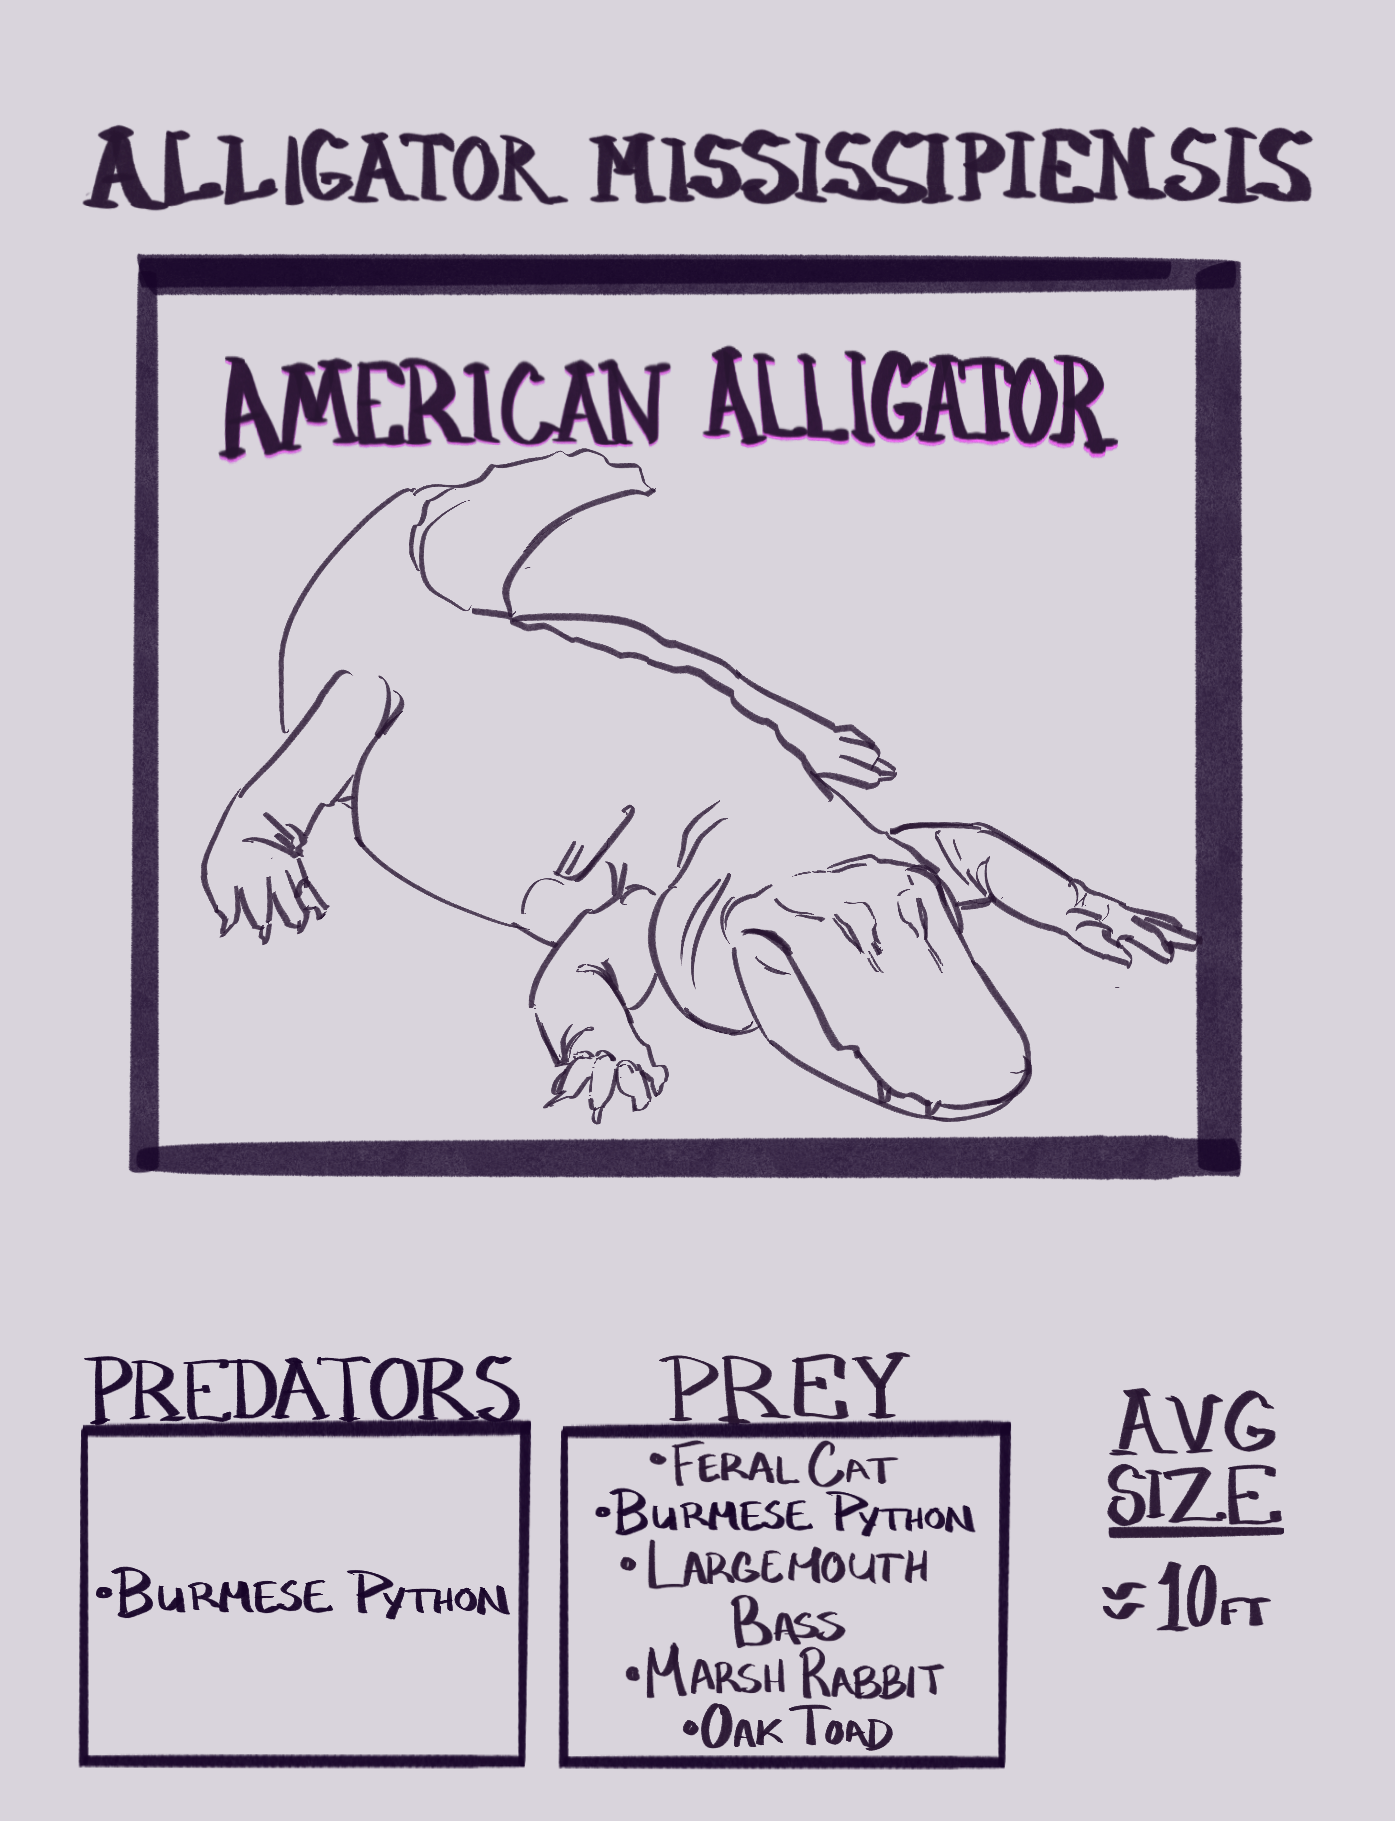 ALLIGATOR MISSISSIPIENSIS
AMERICAN ALLIGATOR
PREDATORS
•BURMESE PYTHON
PREY
•FERAL CAT
•BURMESE PYTHON
•LARGEMOUTH
BASS
•MARSH RABBIT
•OAK TOAD
AVG
SIZE
≈10FT